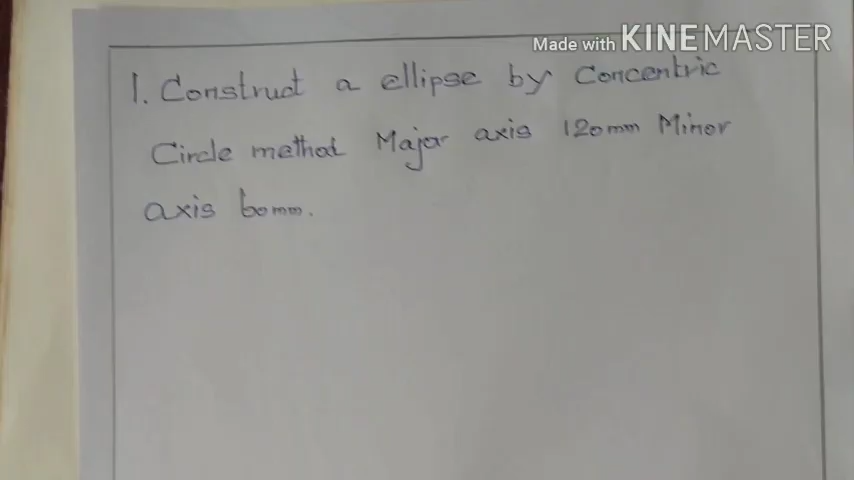 Made with KINEMASTER
1. Construct a ellipse by Concentric
Circle method Major axis 120mm Minor
axis 60mm.